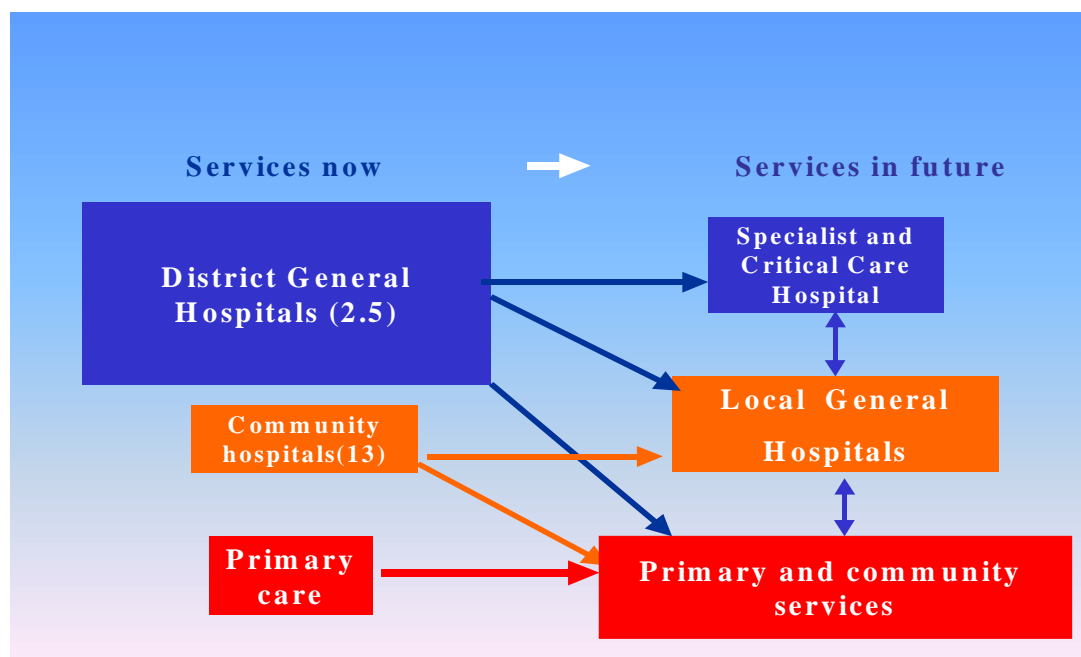 Services now
Services in future
District General
Hospitals (2.5)
Specialist and
Critical Care
Hospital
Community
hospitals(13)
Local General
Hospitals
Primary
care
Primary and community
services